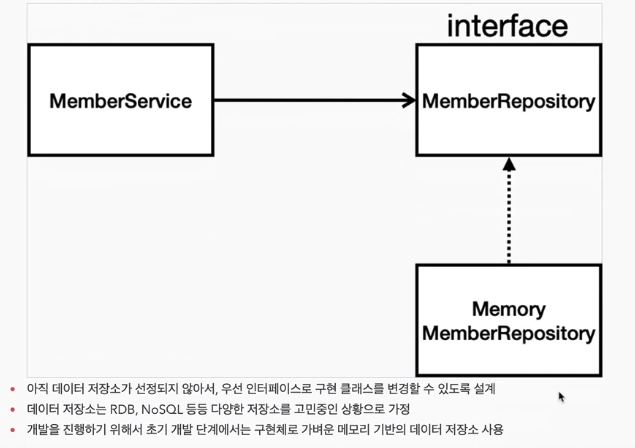 interface
MemberService
MemberRepository
Memory
MemberRepository
• 아직 데이터 저장소가 선정되지 않아서, 우선 인터페이스로 구현 클래스를 변경할 수 있도록 설계
• 데이터 저장소는 RDB, NoSQL 등등 다양한 저장소를 고민중인 상황으로 가정
• 개발을 진행하기 위해서 초기 개발 단계에서는 구현체로 가벼운 메모리 기반의 데이터 저장소 사용